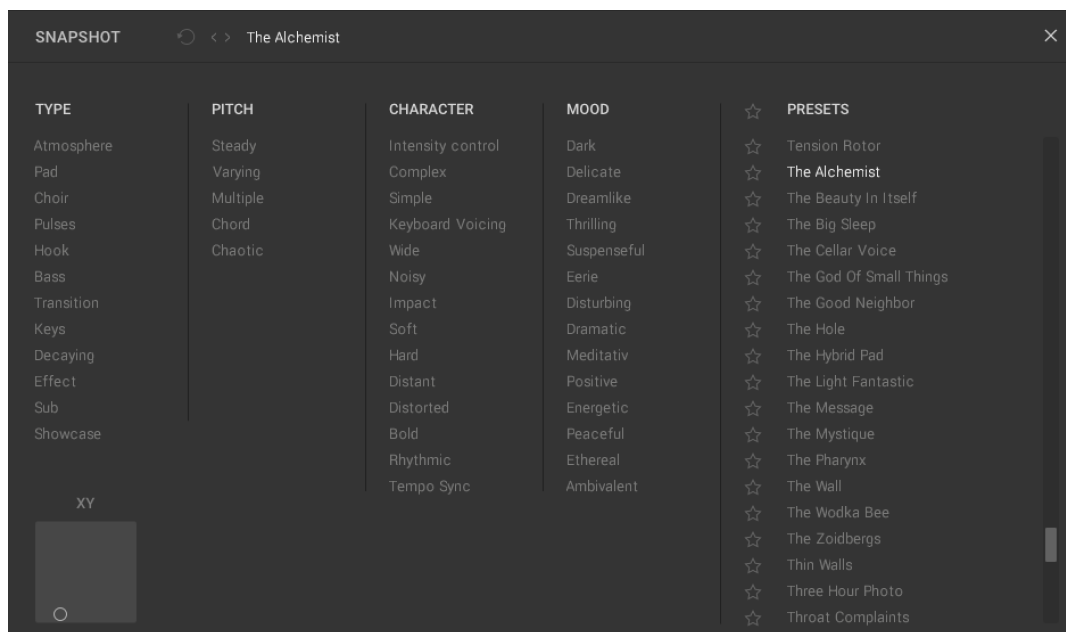 SNAPSHOT The Alchemist
TYPE
Atmosphere
Pad
Choir
Pulses
Hook
Bass
Transition
Keys
Decaying
Effect
Sub
Showcase
XY
PITCH
Steady
Varying
Multiple
Chord
Chaotic
CHARACTER
Intensity control
Complex
Simple
Keyboard Voicing
Wide
Noisy
Impact
Soft
Hard
Distant
Distorted
Bold
Rhythmic
Tempo Sync
MOOD
Dark
Delicate
Dreamlike
Thrilling
Suspenseful
Eerie
Disturbing
Dramatic
Meditativ
Positive
Energetic
Peaceful
Ethereal
Ambivalent
PRESETS
Tension Rotor
The Alchemist
The Beauty In Itself
The Big Sleep
The Cellar Voice
The God Of Small Things
The Good Neighbor
The Hole
The Hybrid Pad
The Light Fantastic
The Message
The Mystique
The Pharynx
The Wall
The Wodka Bee
The Zoidbergs
Thin Walls
Three Hour Photo
Throat Complaints